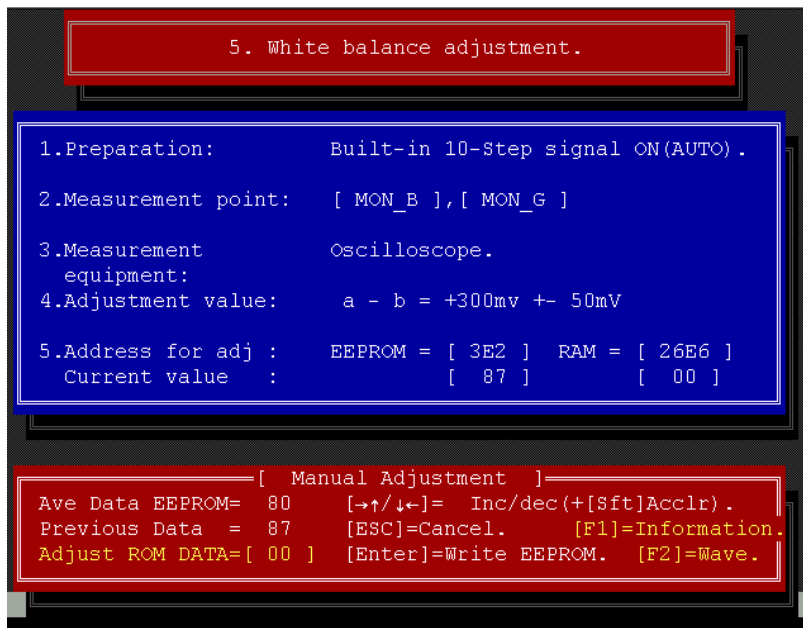 5. White balance adjustment.
1.Preparation: Built-in 10-Step signal ON(AUTO).
2.Measurement point: [ MON_B ],[ MON_G ]
3.Measurement Oscilloscope.
equipment:
4.Adjustment value: a - b = +300mv +- 50mV
5.Address for adj : EEPROM = [ 3E2 ] RAM = [ 26E6 ]
Current value : [ 87 ] [ 00 ]
[ Manual Adjustment ]
Ave Data EEPROM= 80 [→↑/↓←]= Inc/dec(+[Sft]Acclr).
Previous Data = 87 [ESC]=Cancel. [F1]=Information.
Adjust ROM DATA=[ 00 ] [Enter]=Write EEPROM. [F2]=Wave.